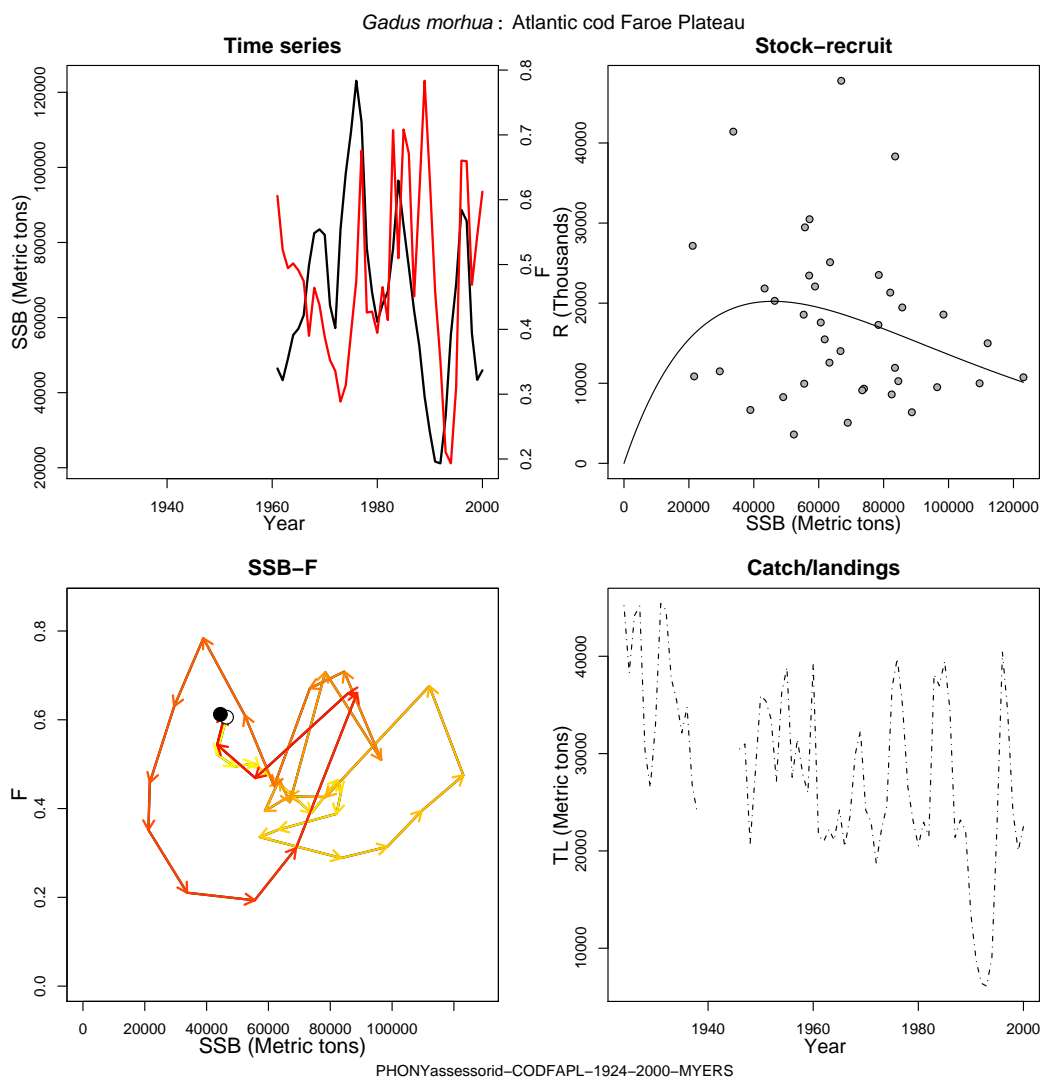 Gadus morhua : Atlantic cod Faroe Plateau
Time series
SSB (Metric tons)
20000 40000 60000 80000 100000 120000
F
0.2 0.3 0.4 0.5 0.6 0.7 0.8
1940 1960 1980 2000
Year
Stock−recruit
R (Thousands)
0 10000 20000 30000 40000
0 20000 40000 60000 80000 100000 120000
SSB (Metric tons)
SSB−F
F
0.0 0.2 0.4 0.6 0.8
0 20000 40000 60000 80000 100000
SSB (Metric tons)
Catch/landings
TL (Metric tons)
10000 20000 30000 40000
1940 1960 1980 2000
Year
PHONYassessorid−CODFAPL−1924−2000−MYERS